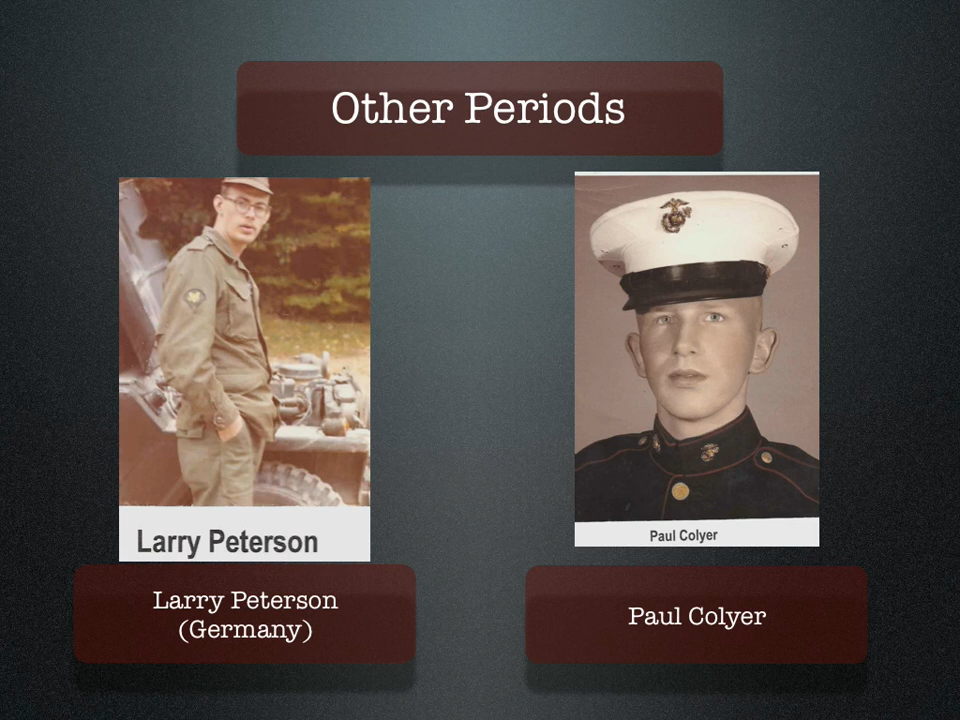 Other Periods
Larry Peterson
Paul Colyer
Larry Peterson
(Germany)
Paul Colyer